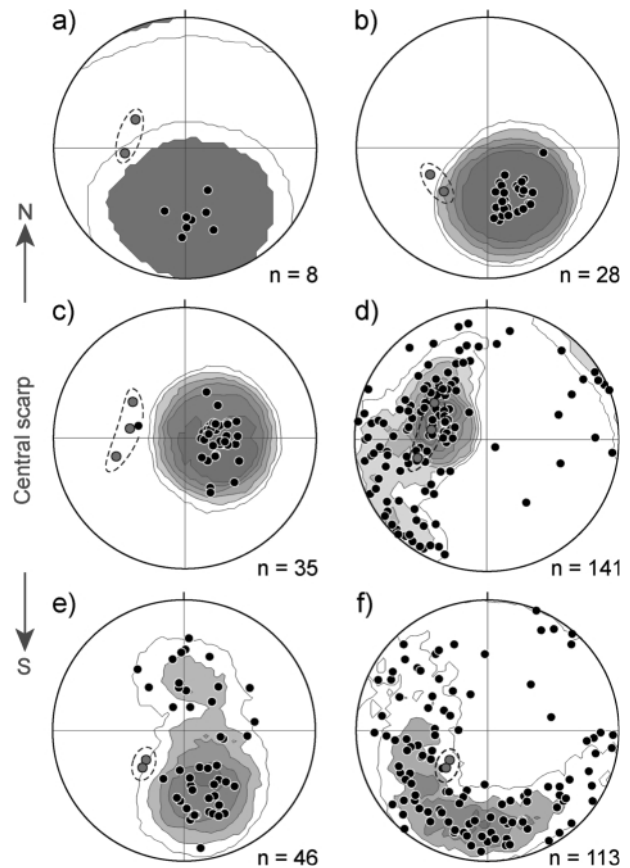 a)
b)
n = 8
n = 28
N
c)
d)
Central scarp
n = 35
n = 141
S
e)
f)
n = 46
n = 113